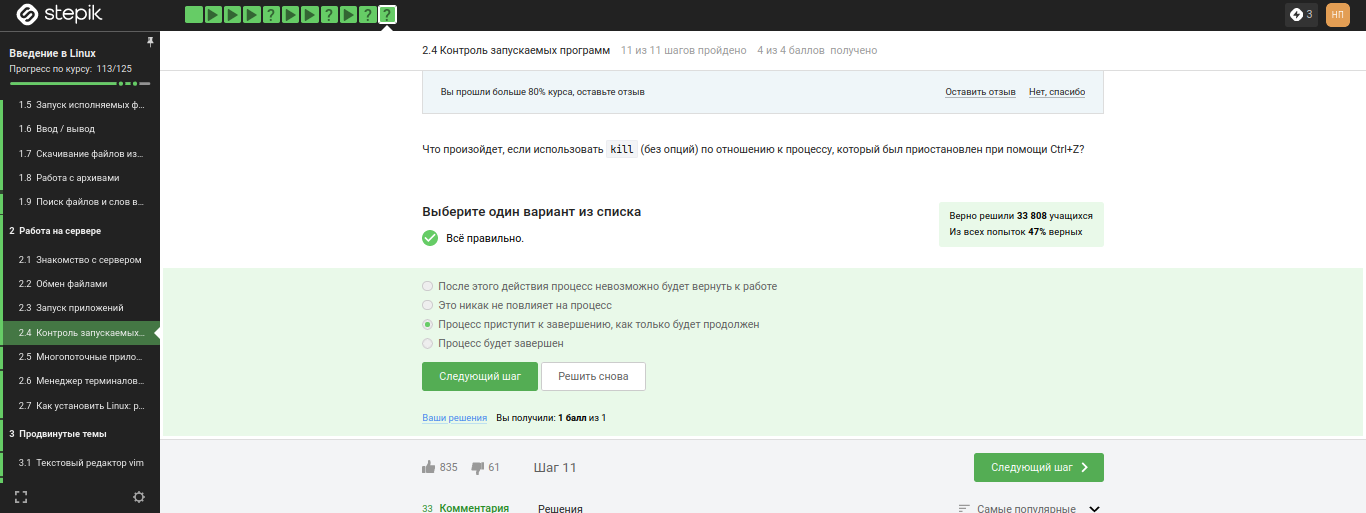 stepik
? ? ? ?
3
НП
Введение в Linux
Прогресс по курсу: 113/125
1.5 Запуск исполняемых ф...
1.6 Ввод / вывод
1.7 Скачивание файлов из...
1.8 Работа с архивами
1.9 Поиск файлов и слов в...
2 Работа на сервере
2.1 Знакомство с сервером
2.2 Обмен файлами
2.3 Запуск приложений
2.4 Контроль запускаемых...
2.5 Многопоточные прило...
2.6 Менеджер терминалов...
2.7 Как установить Linux: р...
3 Продвинутые темы
3.1 Текстовый редактор vim
2.4 Контроль запускаемых программ 11 из 11 шагов пройдено 4 из 4 баллов получено
Вы прошли больше 80% курса, оставьте отзыв
Оставить отзыв Нет, спасибо
Что произойдет, если использовать kill (без опций) по отношению к процессу, который был приостановлен при помощи Ctrl+Z?
Выберите один вариант из списка
Верно решили 33 808 учащихся
Из всех попыток 47% верных
Всё правильно.
После этого действия процесс невозможно будет вернуть к работе
Это никак не повлияет на процесс
Процесс приступит к завершению, как только будет продолжен
Процесс будет завершен
Следующий шаг Решить снова
Ваши решения Вы получили: 1 балл из 1
835 61 Шаг 11
Следующий шаг
33 Комментария Решения
Самые популярные